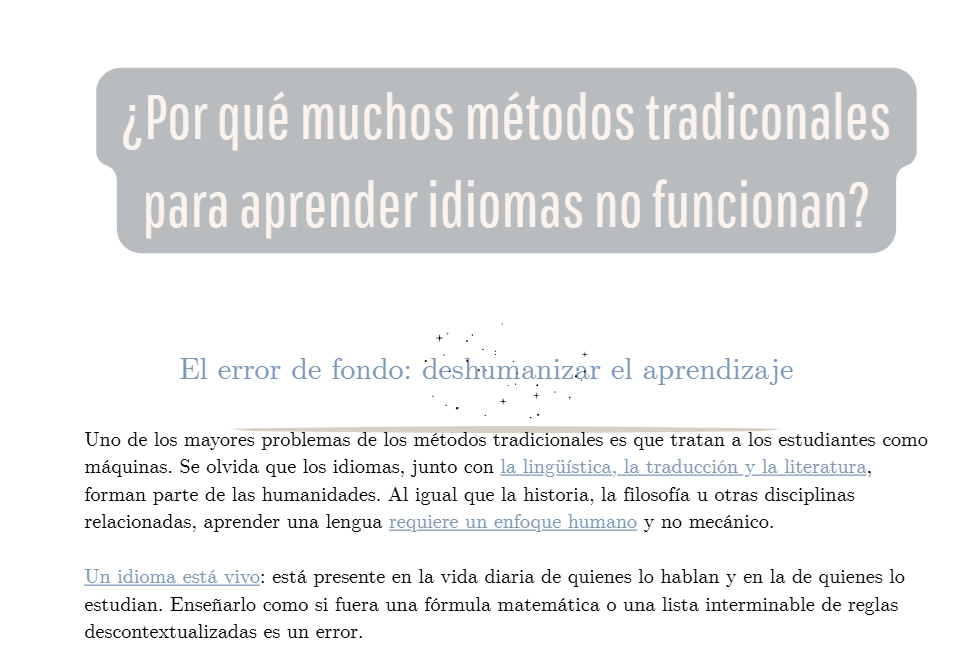 ¿Por qué muchos métodos tradiconales
para aprender idiomas no funcionan?
El error de fondo: deshumanizar el aprendizaje
Uno de los mayores problemas de los métodos tradicionales es que tratan a los estudiantes como
máquinas. Se olvida que los idiomas, junto con la lingüística, la traducción y la literatura,
forman parte de las humanidades. Al igual que la historia, la filosofía u otras disciplinas
relacionadas, aprender una lengua requiere un enfoque humano y no mecánico.
Un idioma está vivo: está presente en la vida diaria de quienes lo hablan y en la de quienes lo
estudian. Enseñarlo como si fuera una fórmula matemática o una lista interminable de reglas
descontextualizadas es un error.